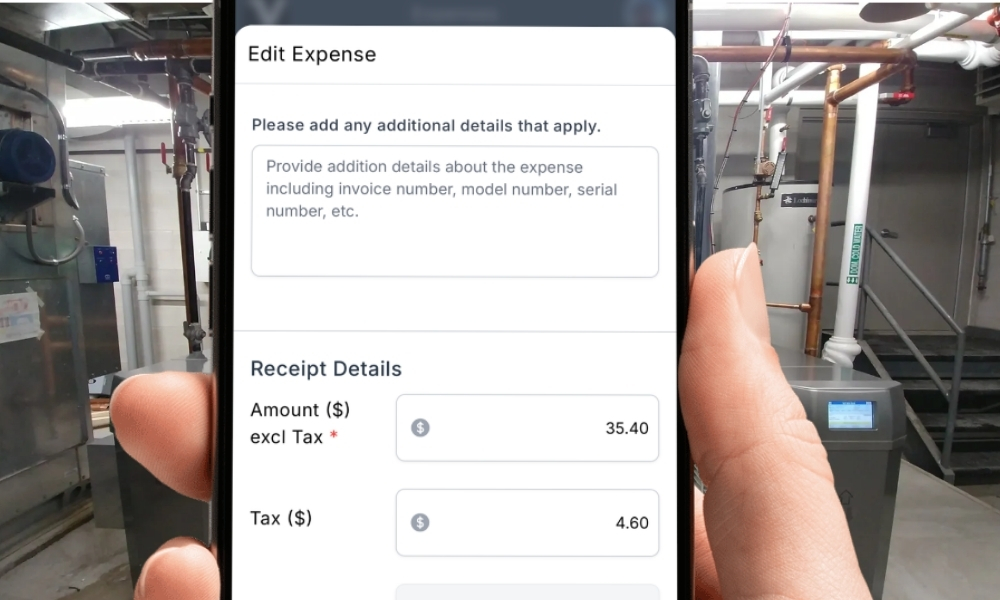 Edit Expense
Please add any additional details that apply.
Provide addition details about the expense
including invoice number, model number, serial
number, etc.
Receipt Details
Amount ($)
excl Tax *
$ 35.40
Tax ($)
$ 4.60